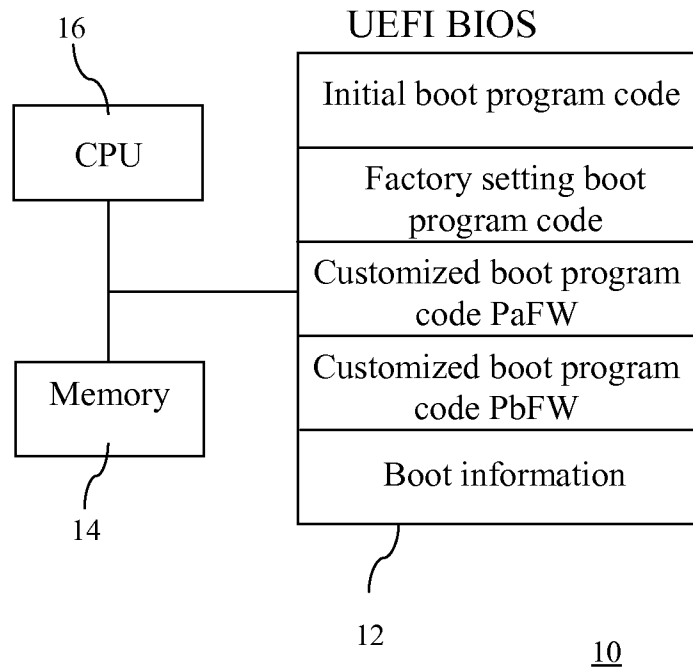 UEFI BIOS
16
CPU
Initial boot program code
Factory setting boot
program code
Customized boot program
code PaFW
Memory
Customized boot program
code PbFW
Boot information
14
12
10